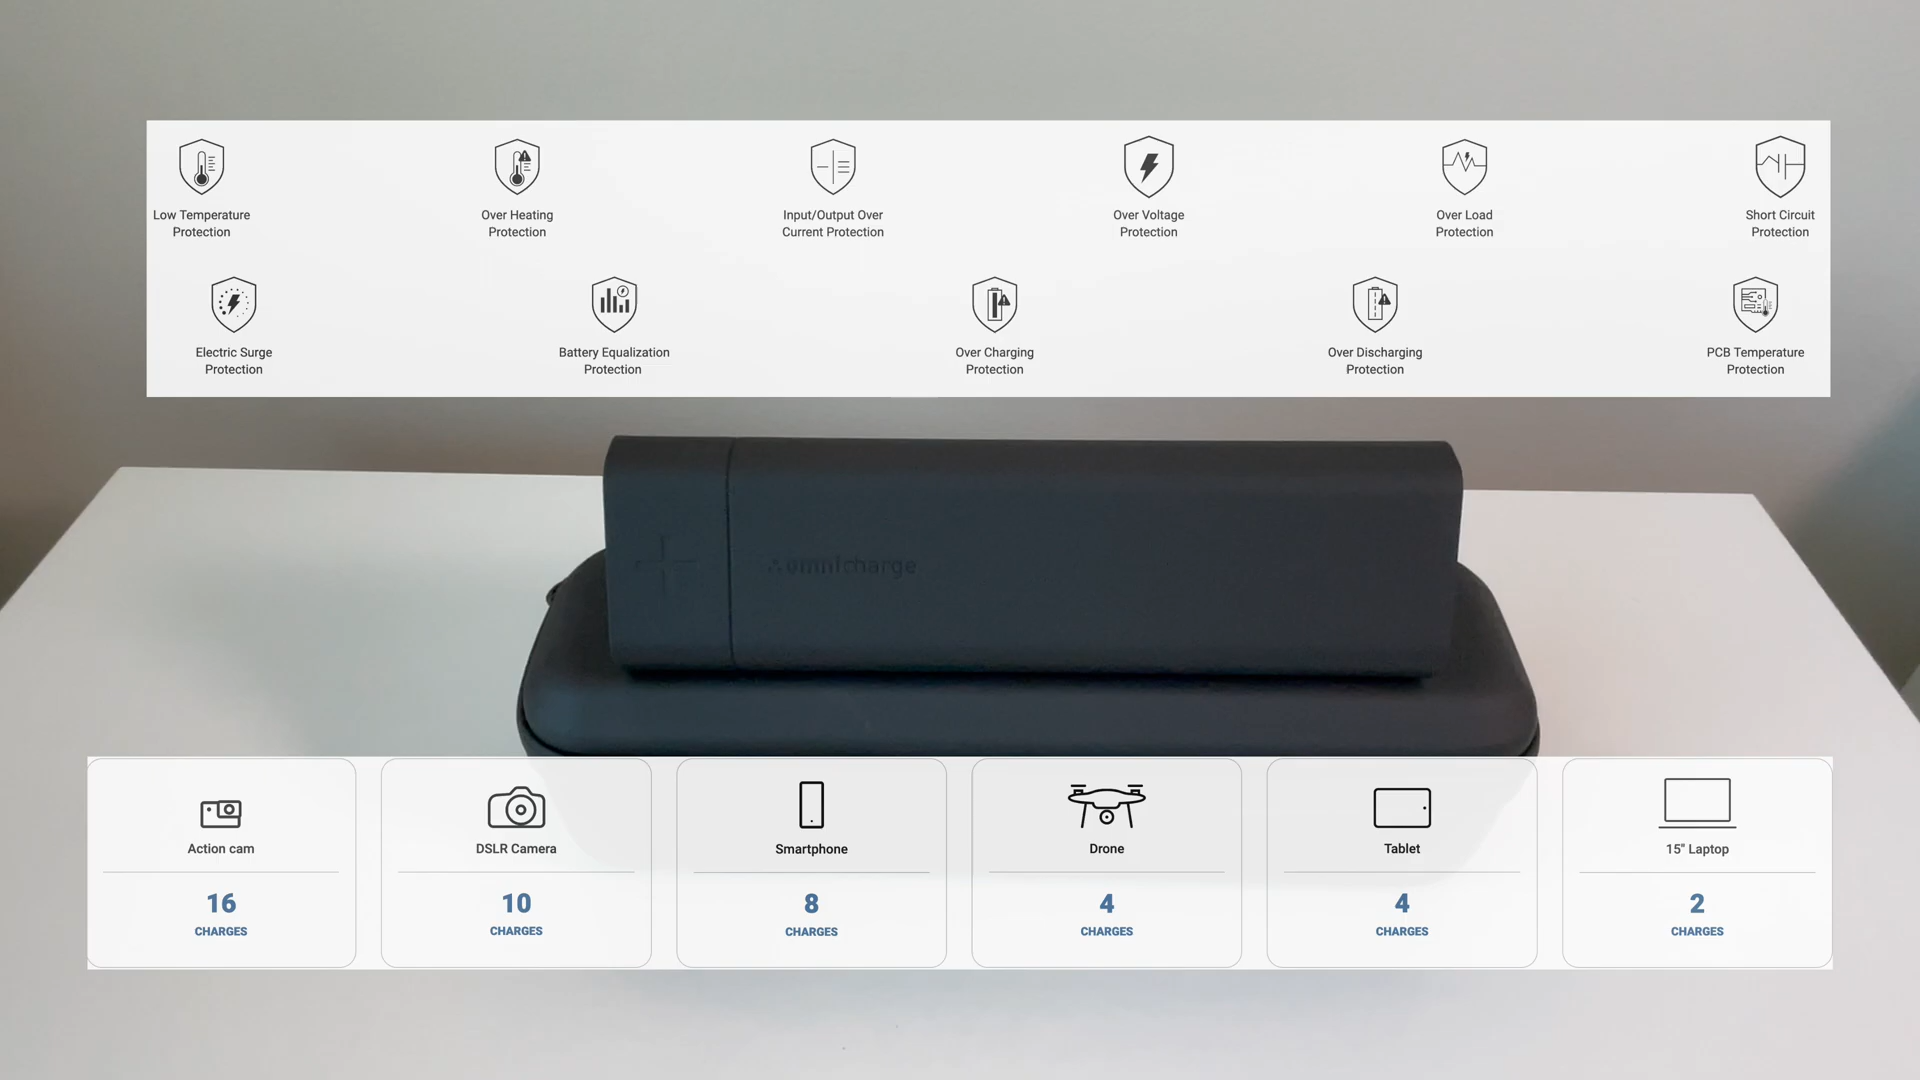 Low Temperature
Protection
Over Heating
Protection
Input/Output Over
Current Protection
Over Voltage
Protection
Over Load
Protection
Short Circuit
Protection
Electric Surge
Protection
Battery Equalization
Protection
Over Charging
Protection
Over Discharging
Protection
PCB Temperature
Protection
omnicharge
Action cam
16
CHARGES
DSLR Camera
10
CHARGES
Smartphone
8
CHARGES
Drone
4
CHARGES
Tablet
4
CHARGES
15" Laptop
2
CHARGES